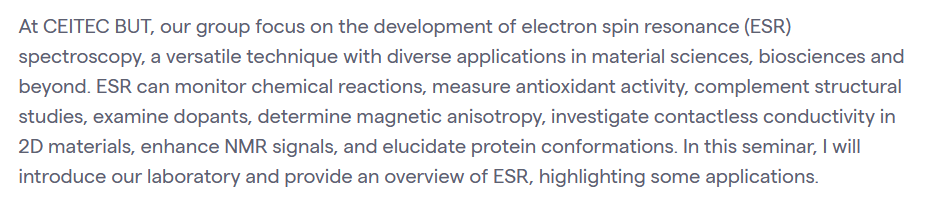 At CEITEC BUT, our group focus on the development of electron spin resonance (ESR)
spectroscopy, a versatile technique with diverse applications in material sciences, biosciences and
beyond. ESR can monitor chemical reactions, measure antioxidant activity, complement structural
studies, examine dopants, determine magnetic anisotropy, investigate contactless conductivity in
2D materials, enhance NMR signals, and elucidate protein conformations. In this seminar, I will
introduce our laboratory and provide an overview of ESR, highlighting some applications.